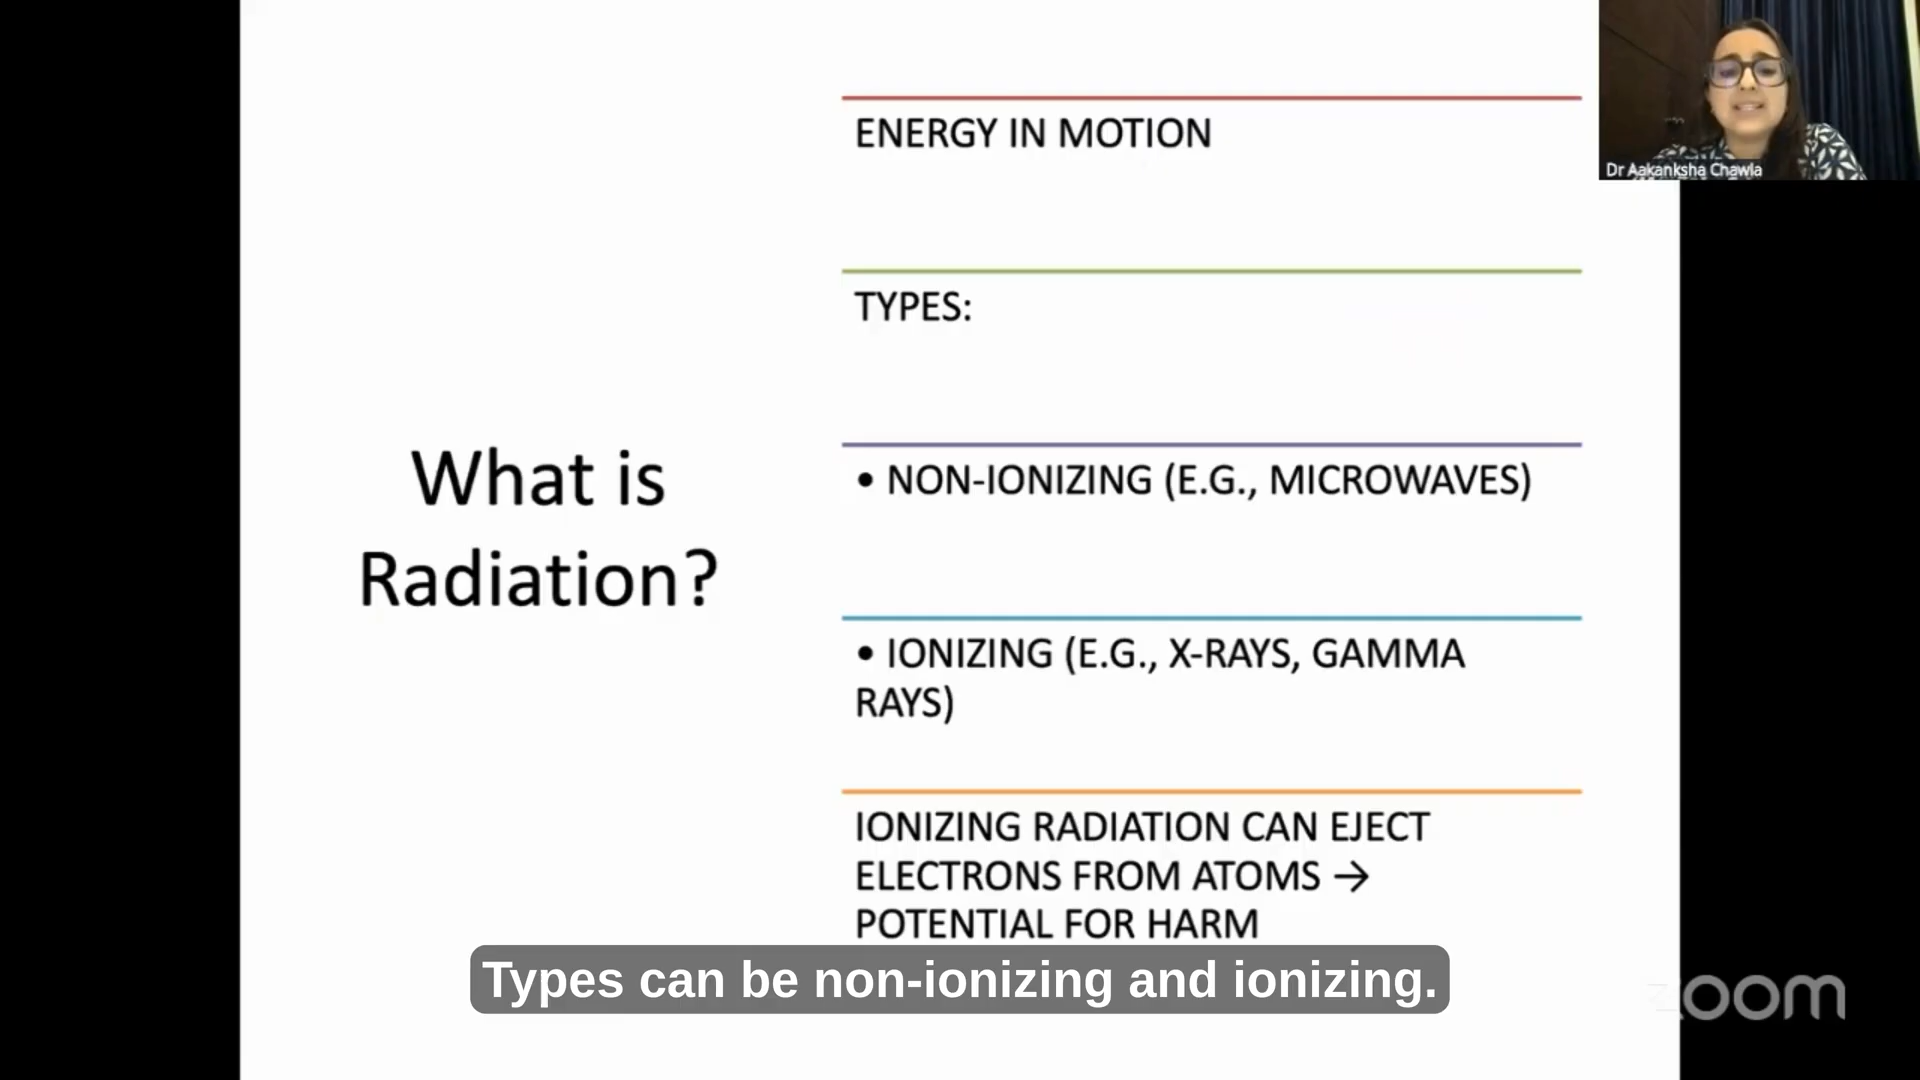 What is
Radiation?
ENERGY IN MOTION
TYPES:
• NON-IONIZING (E.G., MICROWAVES)
• IONIZING (E.G., X-RAYS, GAMMA
RAYS)
IONIZING RADIATION CAN EJECT
ELECTRONS FROM ATOMS →
POTENTIAL FOR HARM
Dr Aakanksha Chawla
Types can be non-ionizing and ionizing.
zoom